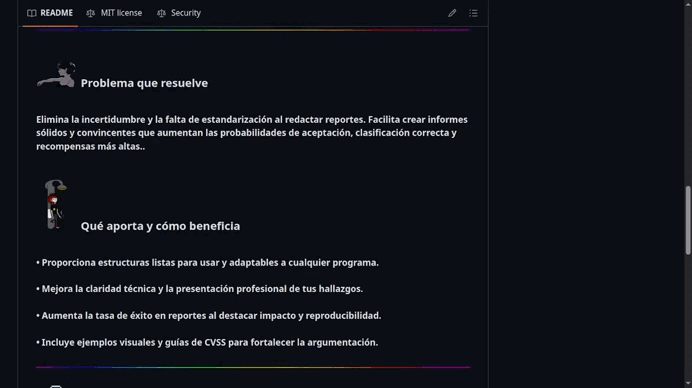 README
MIT license
Security
Problema que resuelve
Elimina la incertidumbre y la falta de estandarización al redactar reportes. Facilita crear informes
sólidos y convincentes que aumentan las probabilidades de aceptación, clasificación correcta y
recompensas más altas..
Qué aporta y cómo beneficia
• Proporciona estructuras listas para usar y adaptables a cualquier programa.
• Mejora la claridad técnica y la presentación profesional de tus hallazgos.
• Aumenta la tasa de éxito en reportes al destacar impacto y reproducibilidad.
• Incluye ejemplos visuales y guías de CVSS para fortalecer la argumentación.